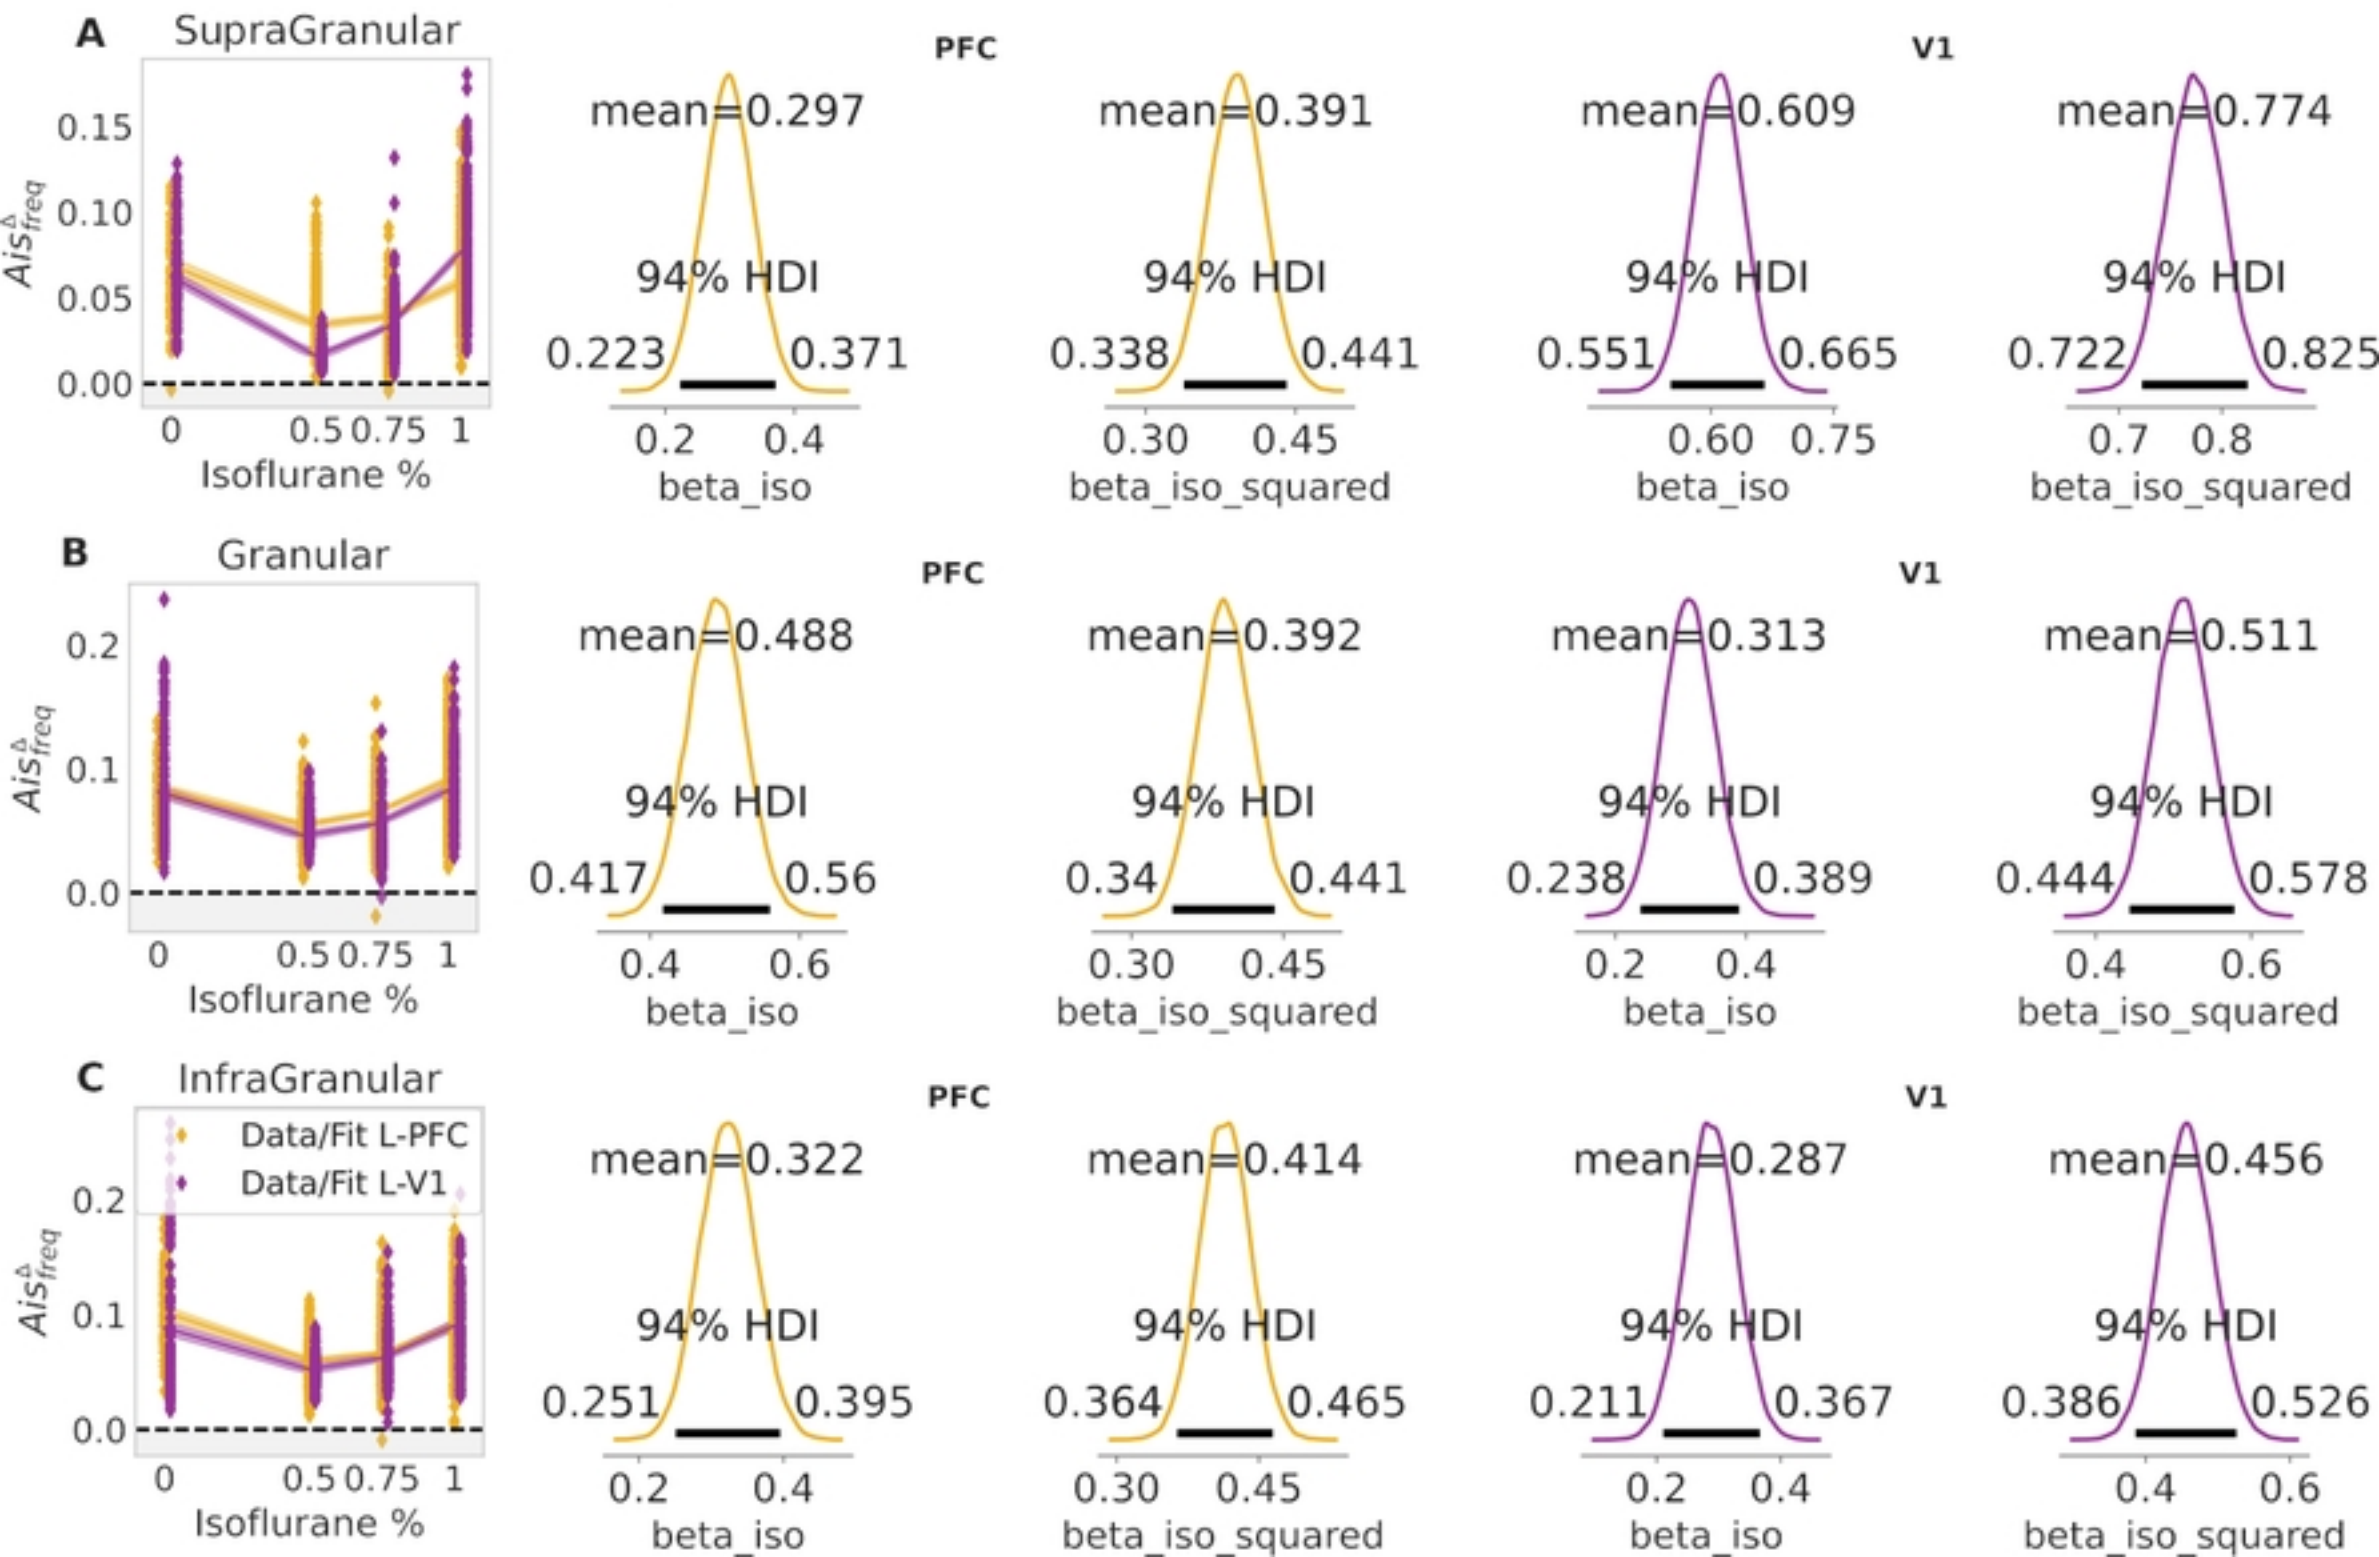 A SupraGranular
PFC
V1
Ais^Δ_freq
0.15
0.10
0.05
0.00
0 0.5 0.75 1
Isoflurane %
mean=0.297
94% HDI
0.223 0.371
0.2 0.4
beta_iso
mean=0.391
94% HDI
0.338 0.441
0.30 0.45
beta_iso_squared
mean=0.609
94% HDI
0.551 0.665
0.60 0.75
beta_iso
mean=0.774
94% HDI
0.722 0.825
0.7 0.8
beta_iso_squared
B Granular
PFC
V1
Ais^Δ_freq
0.2
0.1
0.0
0 0.5 0.75 1
Isoflurane %
mean=0.488
94% HDI
0.417 0.56
0.4 0.6
beta_iso
mean=0.392
94% HDI
0.34 0.441
0.30 0.45
beta_iso_squared
mean=0.313
94% HDI
0.238 0.389
0.2 0.4
beta_iso
mean=0.511
94% HDI
0.444 0.578
0.4 0.6
beta_iso_squared
C InfraGranular
PFC
V1
Data/Fit L-PFC
Data/Fit L-V1
Ais^Δ_freq
0.2
0.1
0.0
0 0.5 0.75 1
Isoflurane %
mean=0.322
94% HDI
0.251 0.395
0.2 0.4
beta_iso
mean=0.414
94% HDI
0.364 0.465
0.30 0.45
beta_iso_squared
mean=0.287
94% HDI
0.211 0.367
0.2 0.4
beta_iso
mean=0.456
94% HDI
0.386 0.526
0.4 0.6
beta_iso_squared